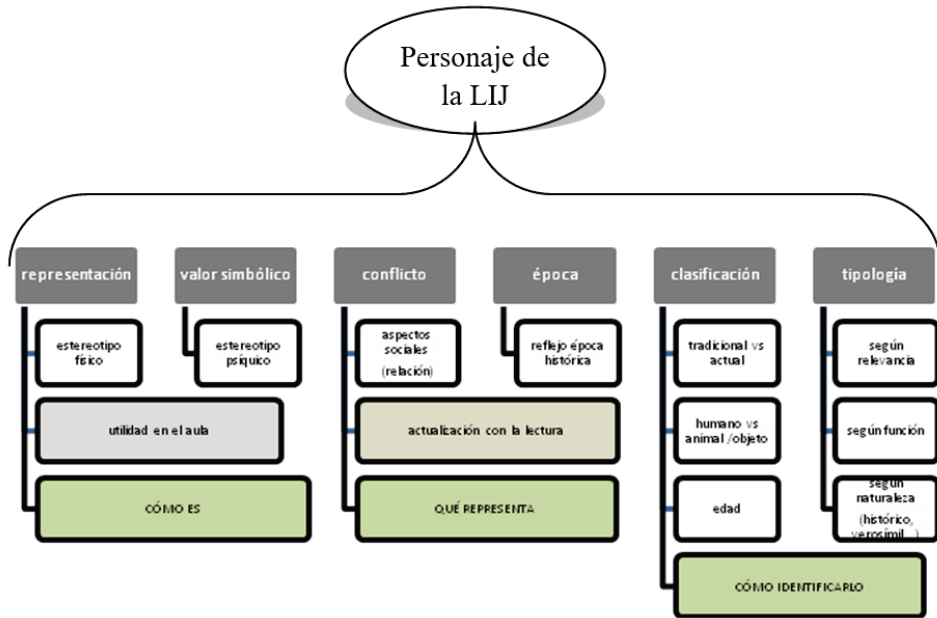 Personaje de
la LIJ
representación
valor simbólico
conflicto
época
clasificación
tipología
estereotipo
físico
estereotipo
psíquico
aspectos
sociales
(relación)
reflejo época
histórica
tradicional vs
actual
según
relevancia
utilidad en el aula
actualización con la lectura
humano vs
animal /objeto
según función
CÓMO ES
QUÉ REPRESENTA
edad
según
naturaleza
(histórico,
verosímil...)
CÓMO IDENTIFICARLO